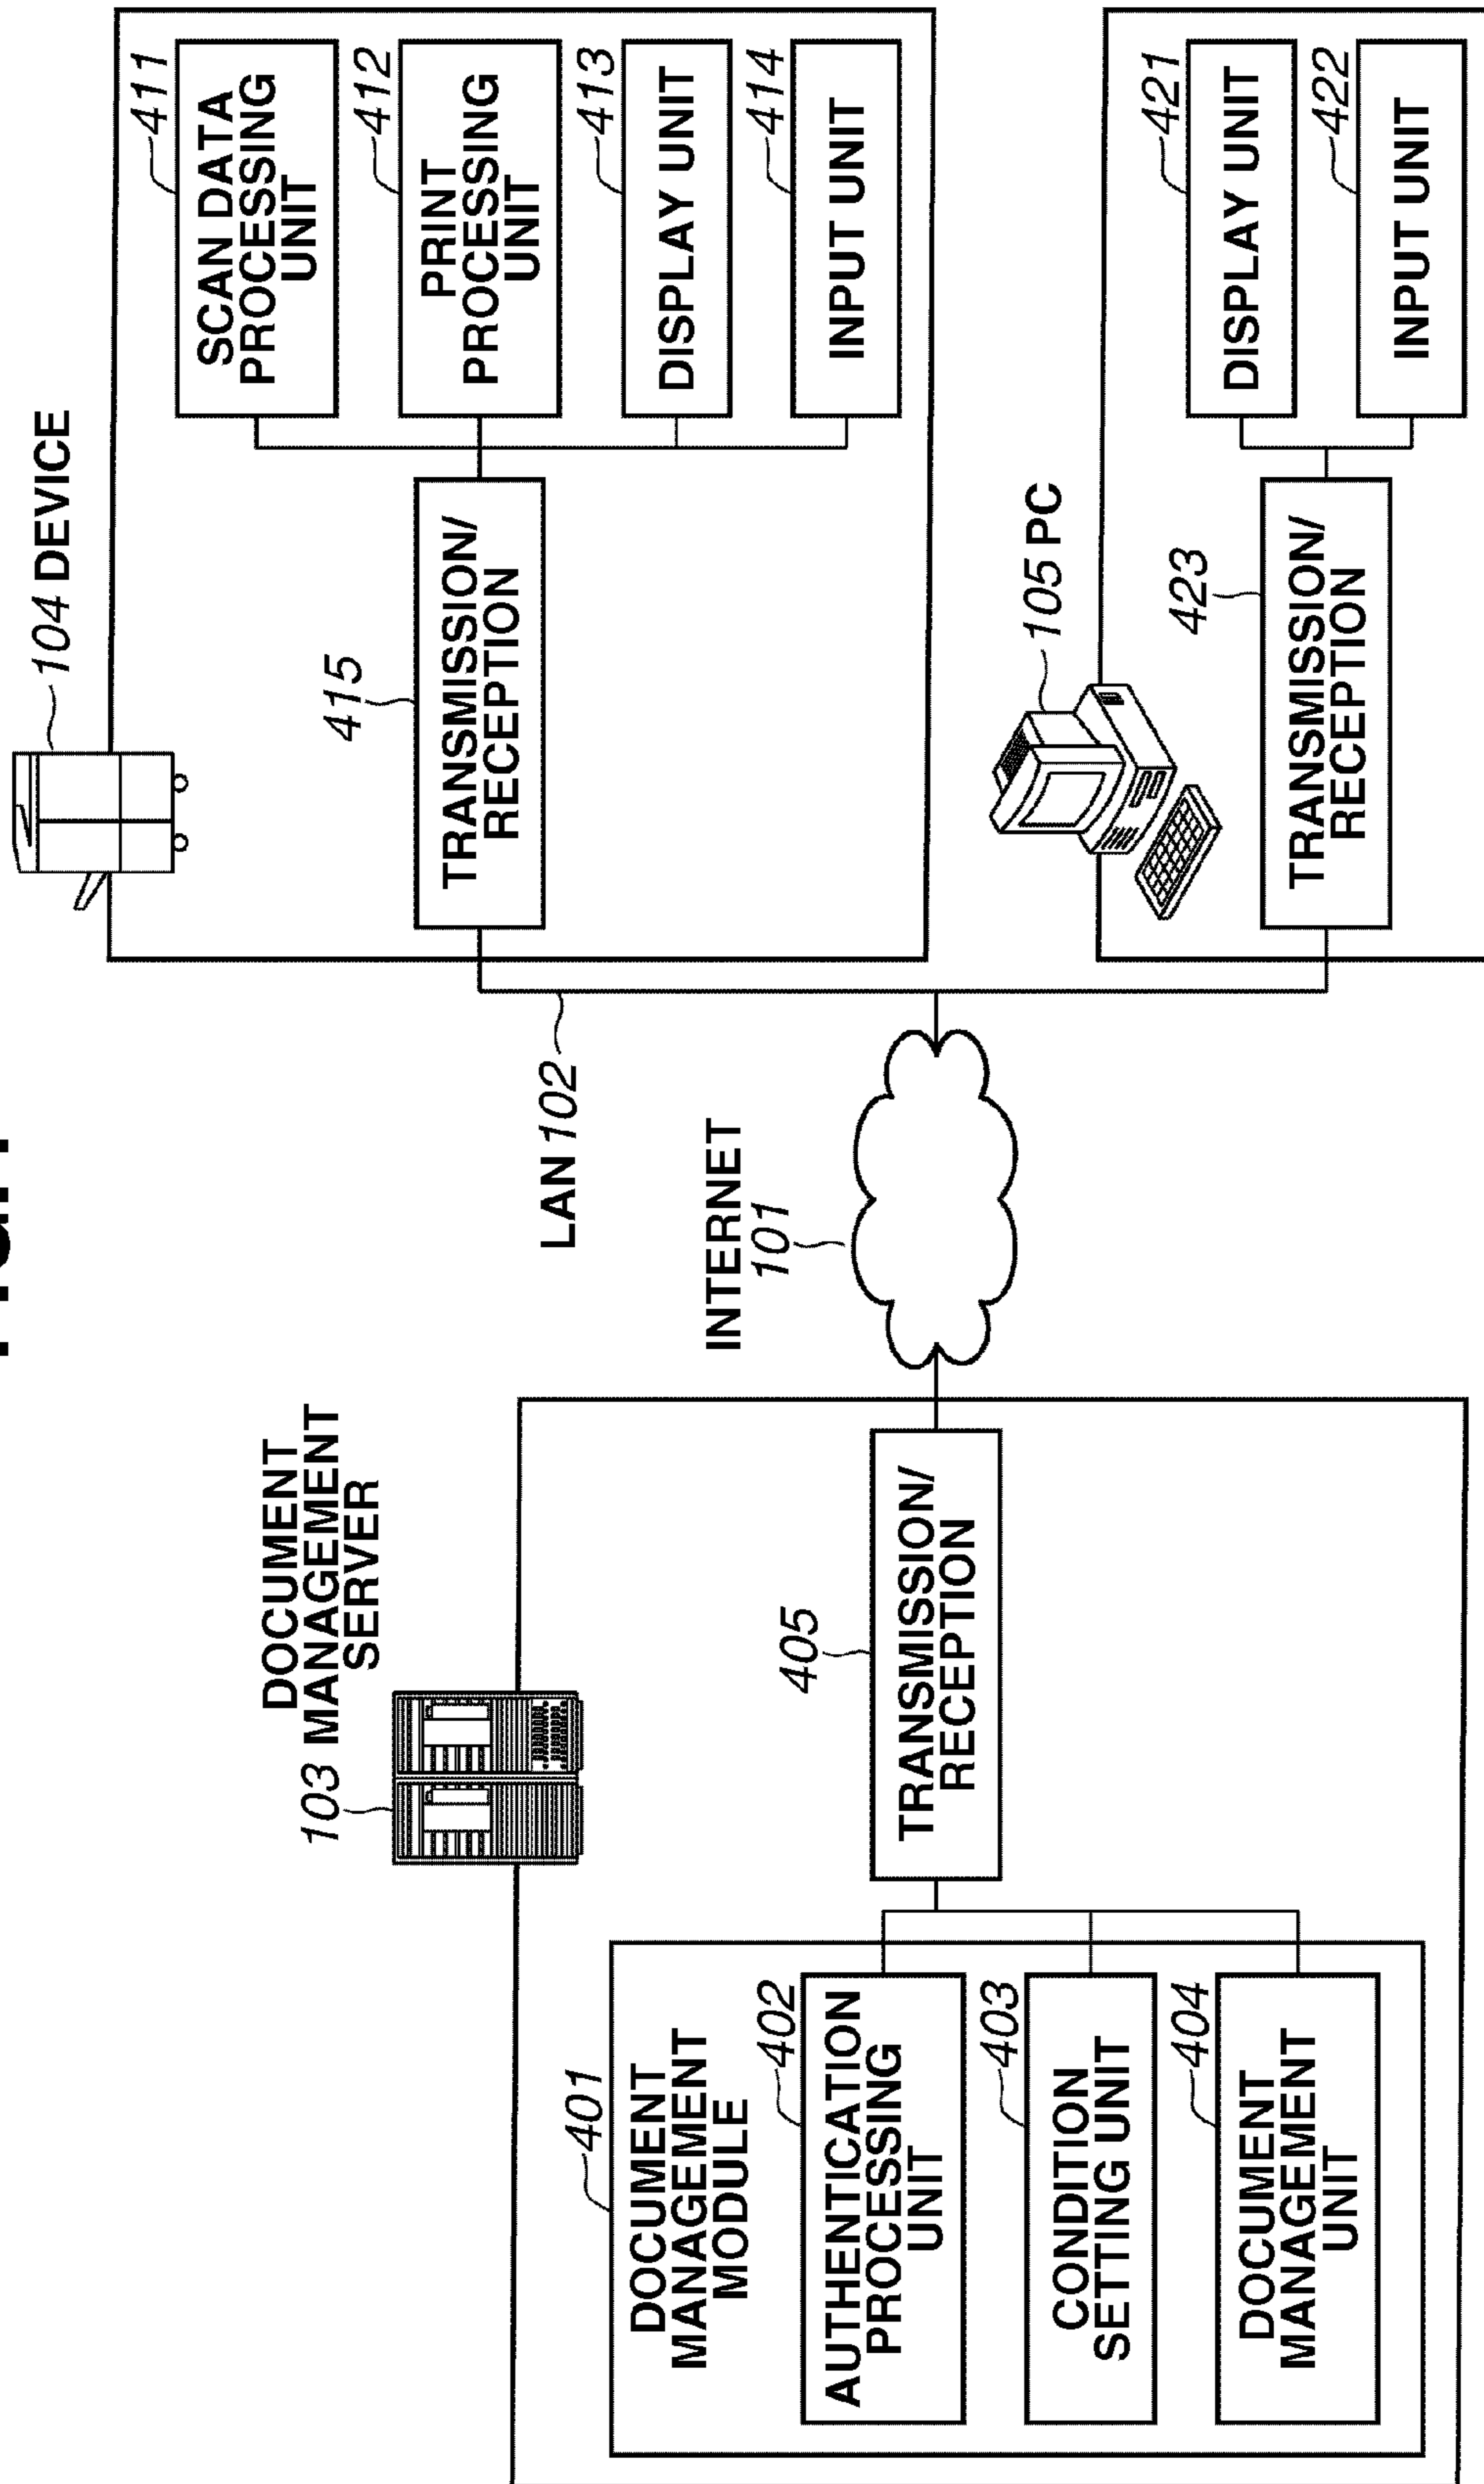 103 DOCUMENT
MANAGEMENT
SERVER
401
DOCUMENT
MANAGEMENT
MODULE
402
AUTHENTICATION
PROCESSING
UNIT
403
CONDITION
SETTING UNIT
404
DOCUMENT
MANAGEMENT
UNIT
405
TRANSMISSION/
RECEPTION
INTERNET
101
LAN 102
104 DEVICE
415
TRANSMISSION/
RECEPTION
411
SCAN DATA
PROCESSING
UNIT
412
PRINT
PROCESSING
UNIT
413
DISPLAY UNIT
414
INPUT UNIT
105 PC
423
TRANSMISSION/
RECEPTION
421
DISPLAY UNIT
422
INPUT UNIT